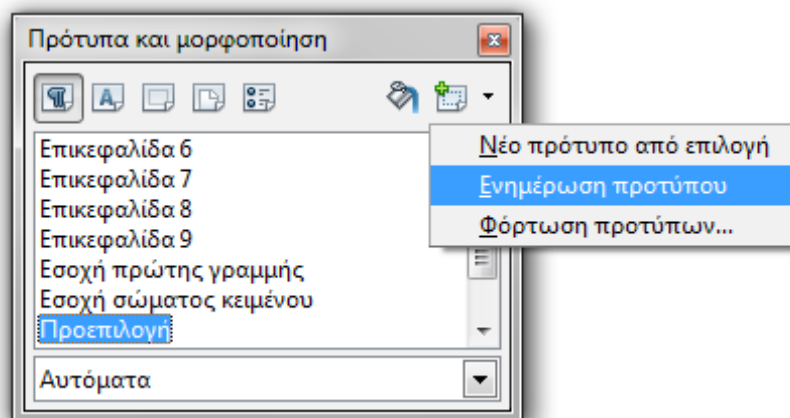 Πρότυπα και μορφοποίηση
Επικεφαλίδα 6
Επικεφαλίδα 7
Επικεφαλίδα 8
Επικεφαλίδα 9
Εσοχή πρώτης γραμμής
Εσοχή σώματος κειμένου
Προεπιλογή
Αυτόματα
Νέο πρότυπο από επιλογή
Ενημέρωση προτύπου
Φόρτωση προτύπων...